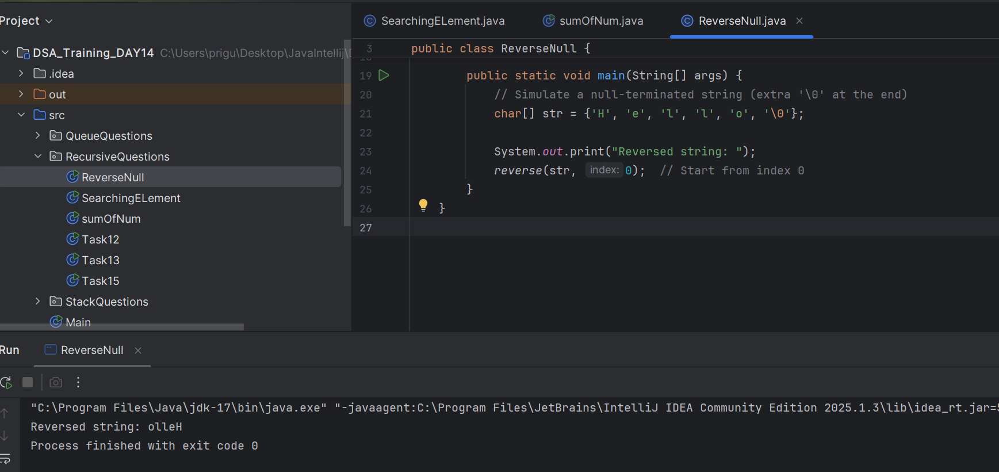 Project
SearchingELement.java
sumOfNum.java
ReverseNull.java
DSA_Training_DAY14 C:\Users\prigu\Desktop\JavaIntellij\
.idea
out
src
QueueQuestions
RecursiveQuestions
ReverseNull
SearchingELement
sumOfNum
Task12
Task13
Task15
StackQuestions
Main
3 public class ReverseNull {
19 public static void main(String[] args) {
20 // Simulate a null-terminated string (extra '\0' at the end)
21 char[] str = {'H', 'e', 'l', 'l', 'o', '\0'};
22
23 System.out.print("Reversed string: ");
24 reverse(str, index: 0); // Start from index 0
25 }
26 }
27
Run
ReverseNull
"C:\Program Files\Java\jdk-17\bin\java.exe" "-javaagent:C:\Program Files\JetBrains\IntelliJ IDEA Community Edition 2025.1.3\lib\idea_rt.jar=
Reversed string: olleH
Process finished with exit code 0